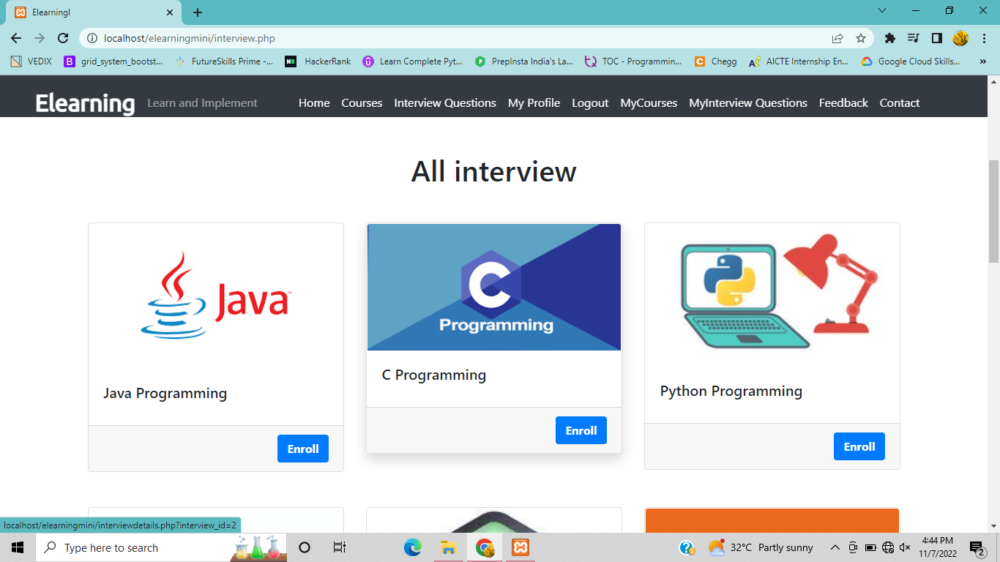 Elearningl
localhost/elearningmini/interview.php
VEDIX
grid_system_bootst...
FutureSkills Prime -...
HackerRank
Learn Complete Pyt...
PrepInsta India's La...
TOC - Programmin...
Chegg
AICTE Internship En...
Google Cloud Skills...
»
Elearning Learn and Implement Home Courses Interview Questions My Profile Logout MyCourses MyInterview Questions Feedback Contact
All interview
Java™
Java Programming
Enroll
C
Programming
C Programming
Enroll
Python Programming
Enroll
localhost/elearningmini/interviewdetails.php?interview_id=2
Type here to search
32°C Partly sunny
4:44 PM
11/7/2022
2